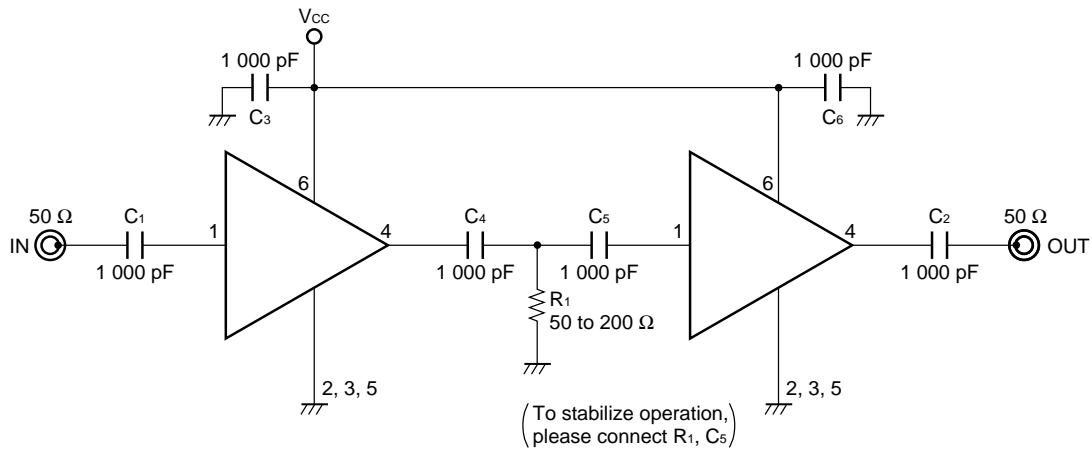 VCC
1 000 pF
C3
1 000 pF
C6
6
6
50 Ω
IN
C1
1 000 pF
1
4
C4
1 000 pF
C5
1 000 pF
1
4
C2
1 000 pF
50 Ω
OUT
R1
50 to 200 Ω
2, 3, 5
2, 3, 5
(To stabilize operation,
please connect R1, C5)